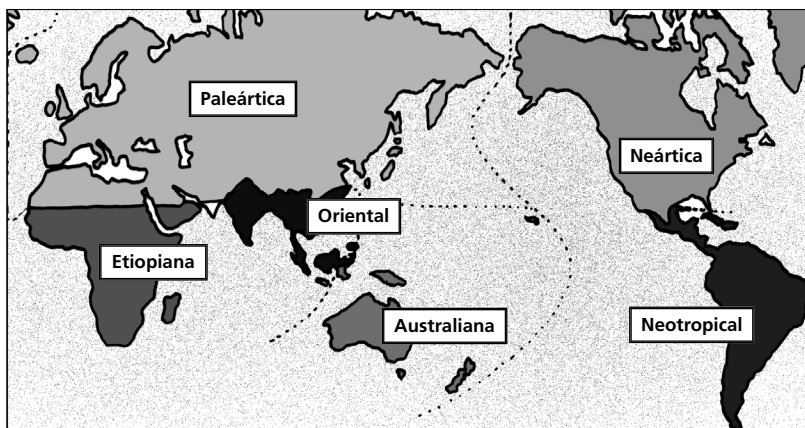 Paleártica
Neártica
Oriental
Etiopiana
Australiana
Neotropical